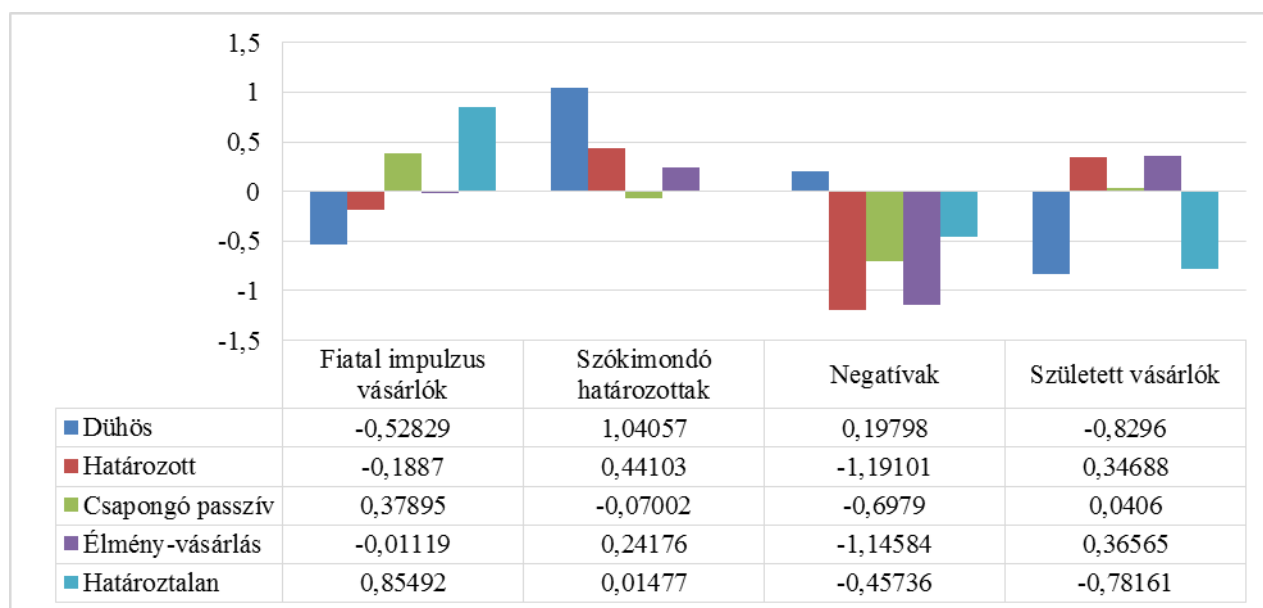 1,5
1
0,5
0
-0,5
-1
-1,5
Fiatal impulzus
vásárlók
Szókimondó
határozottak
Negatívak
Született vásárlók
Dühös -0,52829 1,04057 0,19798 -0,8296
Határozott -0,1887 0,44103 -1,19101 0,34688
Csapongó passzív 0,37895 -0,07002 -0,6979 0,0406
Élmény-vásárlás -0,01119 0,24176 -1,14584 0,36565
Határoztalan 0,85492 0,01477 -0,45736 -0,78161